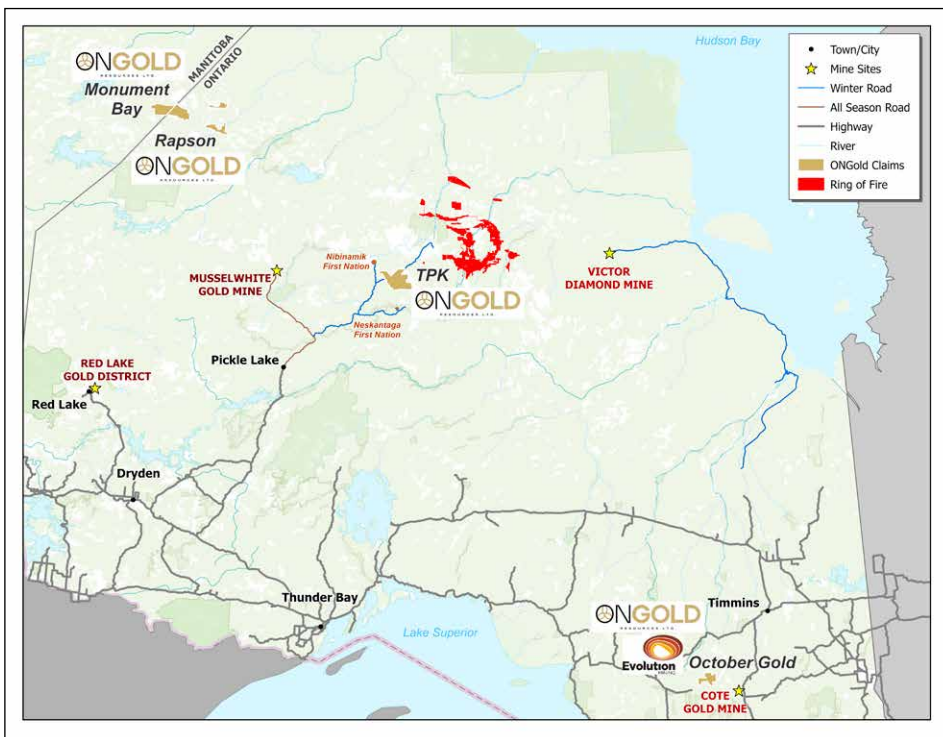 Hudson Bay
Town/City
Mine Sites
Winter Road
All Season Road
Highway
River
ONGold Claims
Ring of Fire
MANITOBA
ONTARIO
ONGOLD
RESOURCES LTD.
Monument
Bay
Rapson
ONGOLD
RESOURCES LTD.
Nibinamik
First Nation
MUSSELWHITE
GOLD MINE
TPK
ONGOLD
RESOURCES LTD.
VICTOR
DIAMOND MINE
Neskantaga
First Nation
Pickle Lake
RED LAKE
GOLD DISTRICT
Red Lake
Dryden
Thunder Bay
Lake Superior
ONGOLD
RESOURCES LTD.
Timmins
Evolution
MINING
October Gold
COTE
GOLD MINE